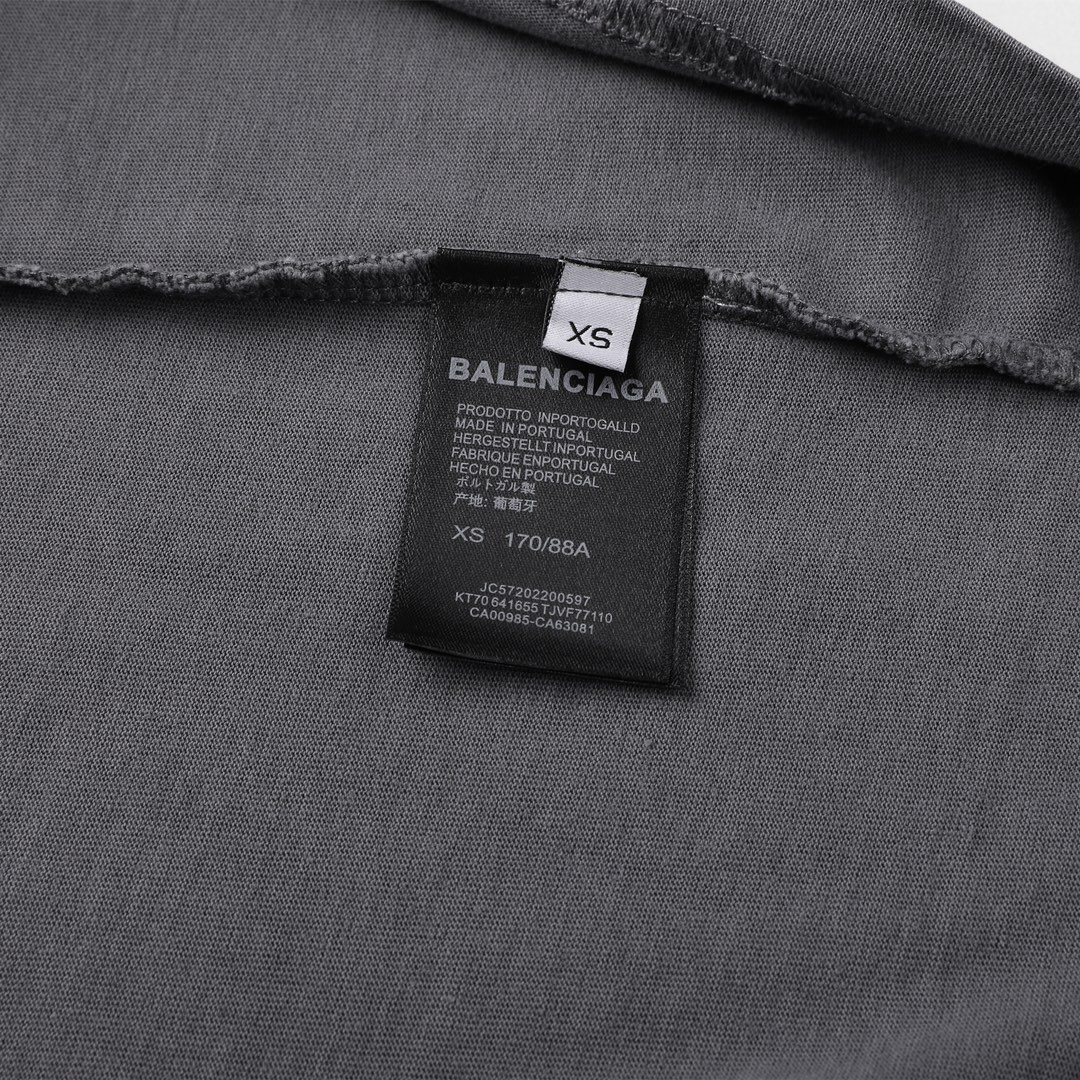 XS
BALENCIAGA
PRODOTTO INPORTOGALLD
MADE IN PORTUGAL
HERGESTELLT INPORTUGAL
FABRIQUE ENPORTUGAL
HECHO EN PORTUGAL
ポルトガル製
产地: 葡萄牙
XS 170/88A
JC57202200597
KT70 641655 TJVF77110
CA00985-CA63081